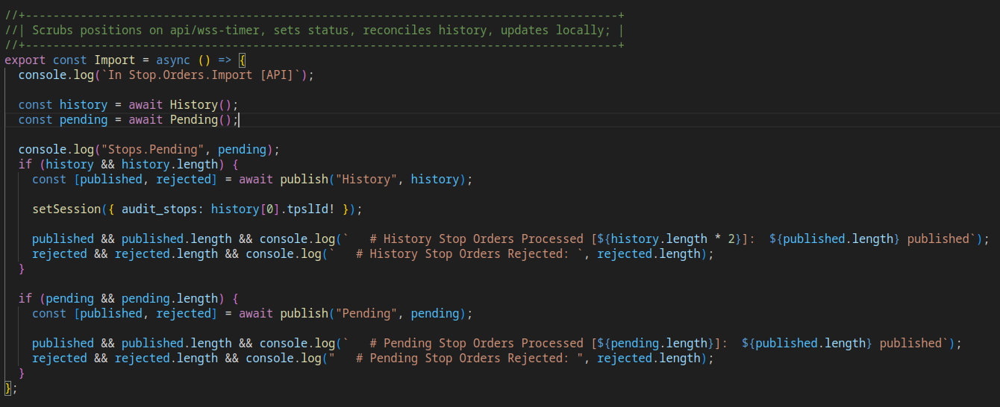 //+---------------------------------------------------------------------------------------+
//| Scrubs positions on api/wss-timer, sets status, reconciles history, updates locally; |
//+---------------------------------------------------------------------------------------+
export const Import = async () => {
  console.log(`In Stop.Orders.Import [API]`);

  const history = await History();
  const pending = await Pending();

  console.log("Stops.Pending", pending);
  if (history && history.length) {
    const [published, rejected] = await publish("History", history);

    setSession({ audit_stops: history[0].tpslId! });

    published && published.length && console.log(`   # History Stop Orders Processed [${history.length * 2}]:  ${published.length} published`);
    rejected && rejected.length && console.log(`   # History Stop Orders Rejected: `, rejected.length);
  }

  if (pending && pending.length) {
    const [published, rejected] = await publish("Pending", pending);

    published && published.length && console.log(`   # Pending Stop Orders Processed [${pending.length}]:  ${published.length} published`);
    rejected && rejected.length && console.log("   # Pending Stop Orders Rejected: ", rejected.length);
  }
};